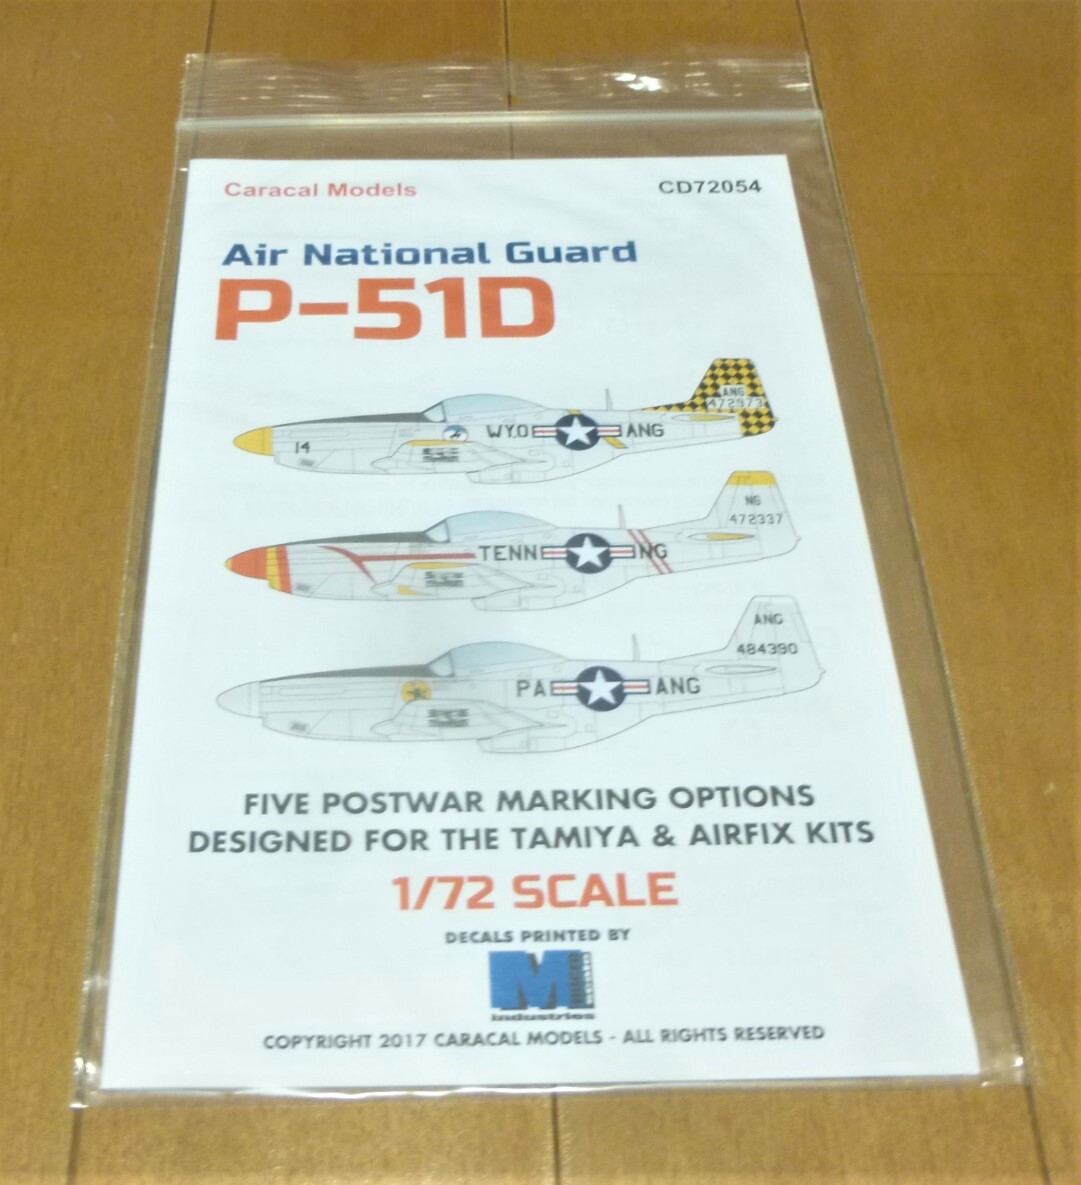 Caracal Models
CD72054
Air National Guard
P-51D
ANG
472973
14
WYO ANG
NG
472337
TENN NG
ANG
484390
PA ANG
FIVE POSTWAR MARKING OPTIONS
DESIGNED FOR THE TAMIYA & AIRFIX KITS
1/72 SCALE
DECALS PRINTED BY
M
industries
COPYRIGHT 2017 CARACAL MODELS - ALL RIGHTS RESERVED